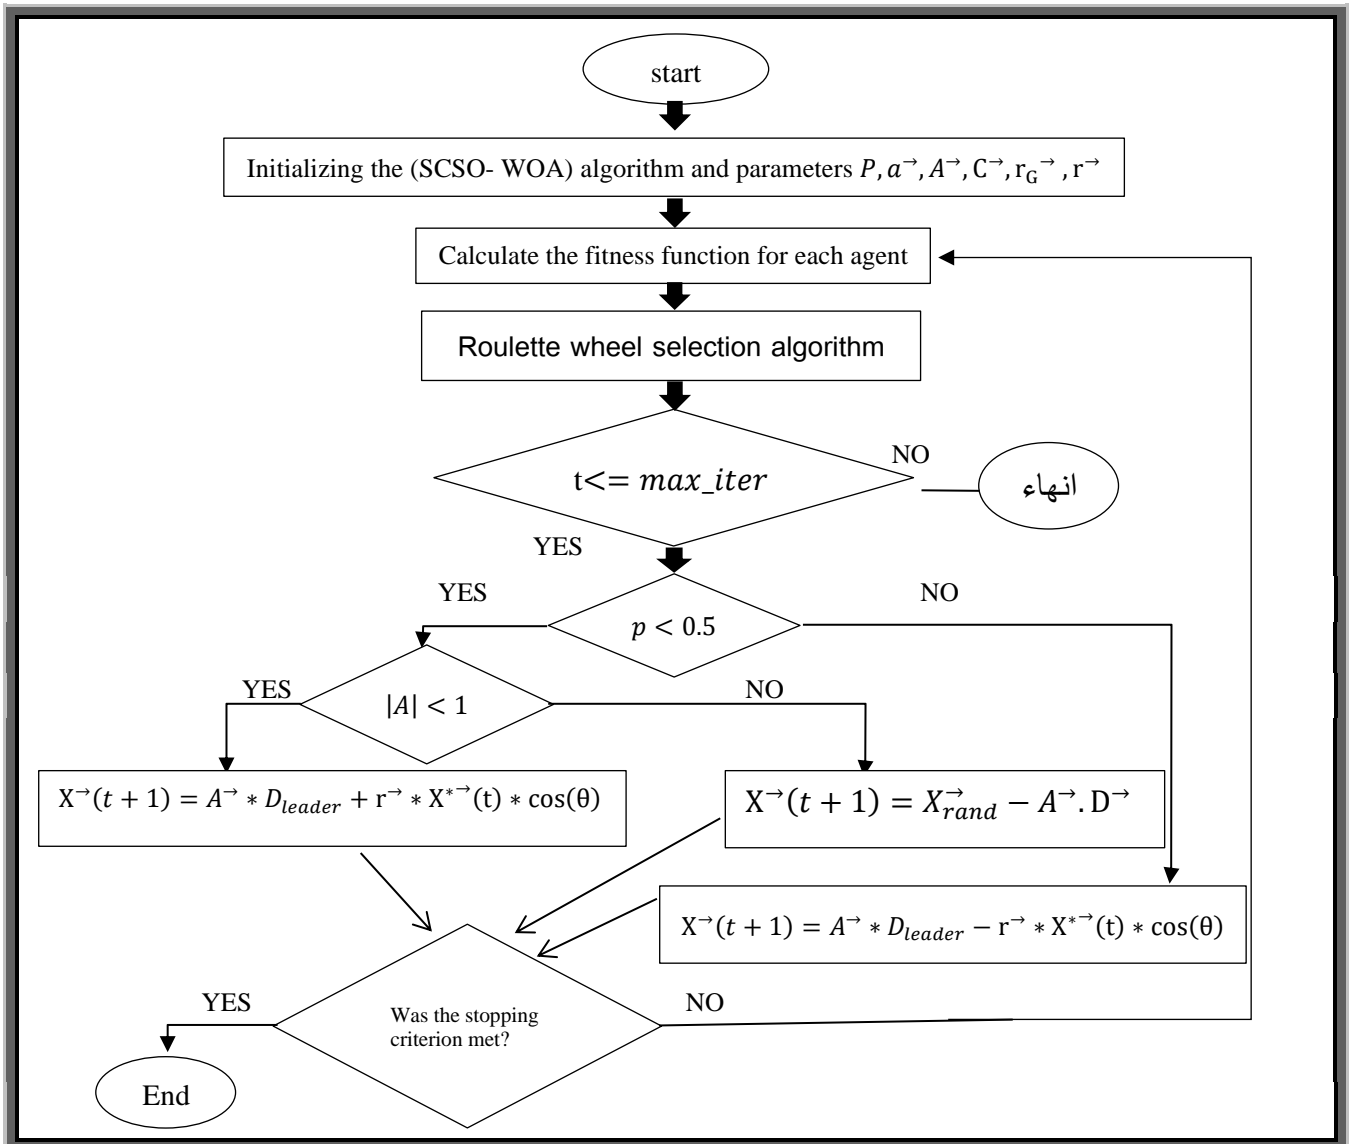 start
Initializing the (SCSO- WOA) algorithm and parameters P, a→, A→, C→, r_G→, r→
Calculate the fitness function for each agent
Roulette wheel selection algorithm
NO
t<= max_iter
انهاء
YES
YES
NO
p < 0.5
YES
NO
|A| < 1
X→(t + 1) = A→ ∗ D_leader + r→ ∗ X*→(t) ∗ cos(θ)
X→(t + 1) = X→_rand − A→. D→
X→(t + 1) = A→ ∗ D_leader − r→ ∗ X*→(t) ∗ cos(θ)
YES
NO
Was the stopping
criterion met?
End